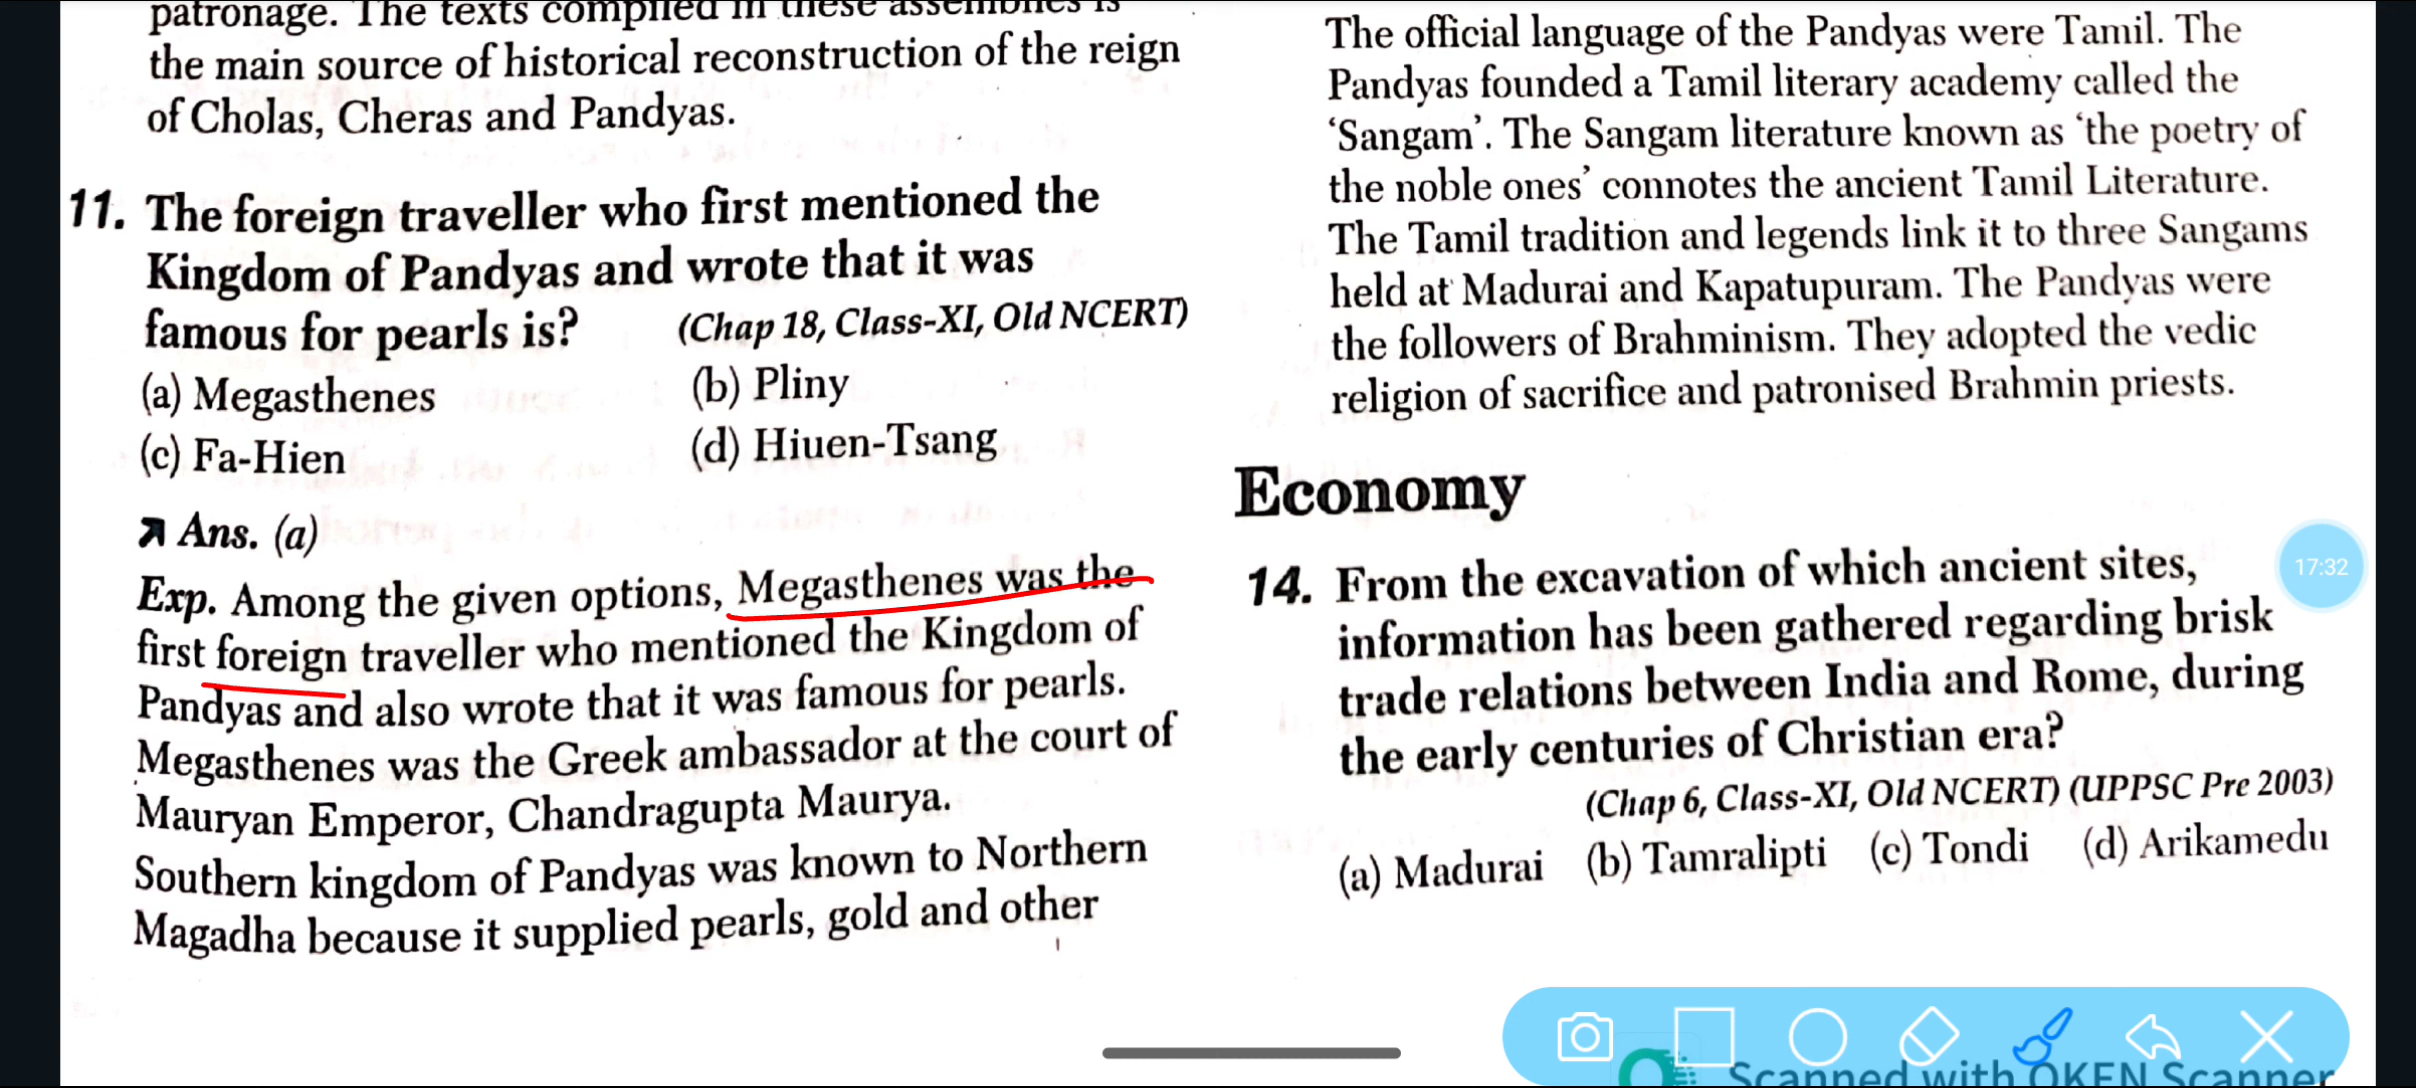 patronage. The texts compiled in these assemblies is
the main source of historical reconstruction of the reign
of Cholas, Cheras and Pandyas.
11. The foreign traveller who first mentioned the
Kingdom of Pandyas and wrote that it was
famous for pearls is? (Chap 18, Class-XI, Old NCERT)
(a) Megasthenes (b) Pliny
(c) Fa-Hien (d) Hiuen-Tsang
Ans. (a)
Exp. Among the given options, Megasthenes was the
first foreign traveller who mentioned the Kingdom of
Pandyas and also wrote that it was famous for pearls.
Megasthenes was the Greek ambassador at the court of
Mauryan Emperor, Chandragupta Maurya.
Southern kingdom of Pandyas was known to Northern
Magadha because it supplied pearls, gold and other
The official language of the Pandyas were Tamil. The
Pandyas founded a Tamil literary academy called the
‘Sangam’. The Sangam literature known as ‘the poetry of
the noble ones’ connotes the ancient Tamil Literature.
The Tamil tradition and legends link it to three Sangams
held at Madurai and Kapatupuram. The Pandyas were
the followers of Brahminism. They adopted the vedic
religion of sacrifice and patronised Brahmin priests.
Economy
14. From the excavation of which ancient sites,
information has been gathered regarding brisk
trade relations between India and Rome, during
the early centuries of Christian era?
(Chap 6, Class-XI, Old NCERT) (UPPSC Pre 2003)
(a) Madurai (b) Tamralipti (c) Tondi (d) Arikamedu
17:32
Scanned with OKEN Scanner